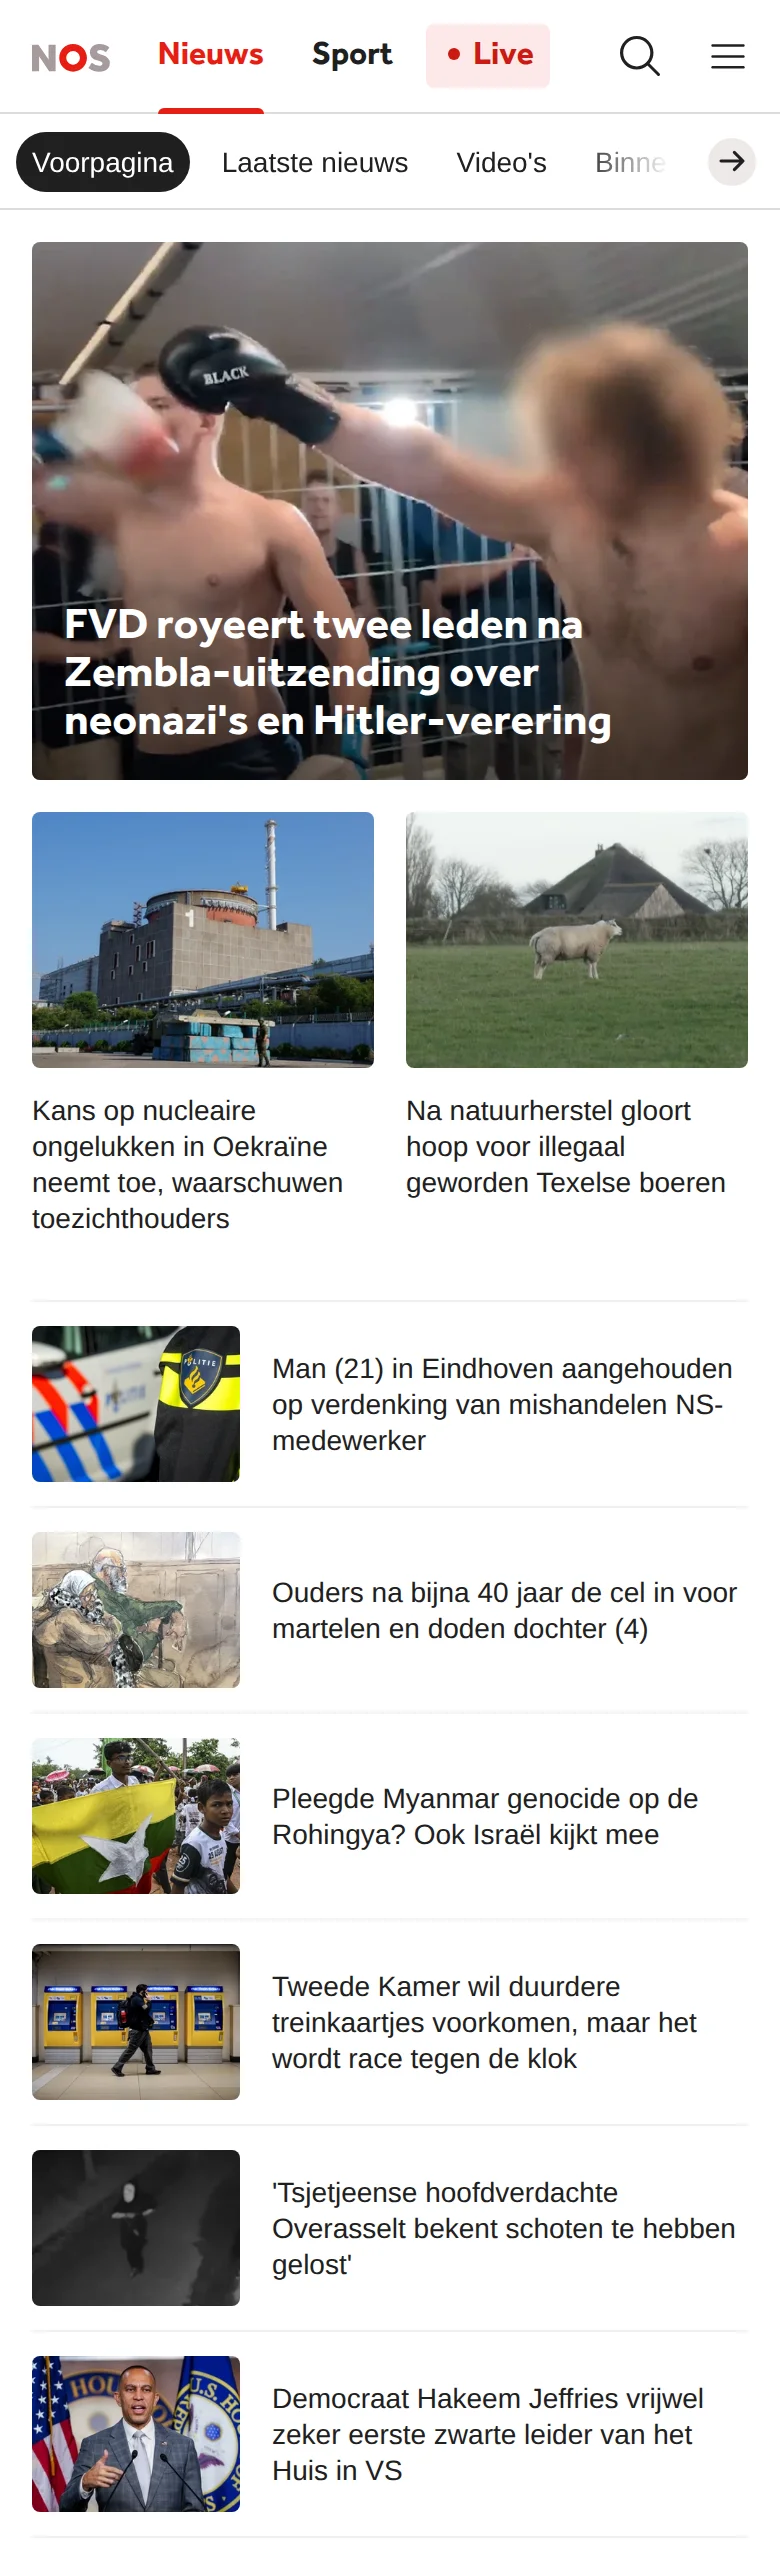 NOS
Nieuws
Sport
Live
Voorpagina
Laatste nieuws
Video's
Binne
BLACK
FVD royeert twee leden na
Zembla-uitzending over
neonazi's en Hitler-verering
1
Kans op nucleaire
ongelukken in Oekraïne
neemt toe, waarschuwen
toezichthouders
Na natuurherstel gloort
hoop voor illegaal
geworden Texelse boeren
POLITIE
Man (21) in Eindhoven aangehouden
op verdenking van mishandelen NS-
medewerker
Ouders na bijna 40 jaar de cel in voor
martelen en doden dochter (4)
Pleegde Myanmar genocide op de
Rohingya? Ook Israël kijkt mee
Tweede Kamer wil duurdere
treinkaartjes voorkomen, maar het
wordt race tegen de klok
'Tsjetjeense hoofdverdachte
Overasselt bekent schoten te hebben
gelost'
HOU
U.S. HO
Democraat Hakeem Jeffries vrijwel
zeker eerste zwarte leider van het
Huis in VS